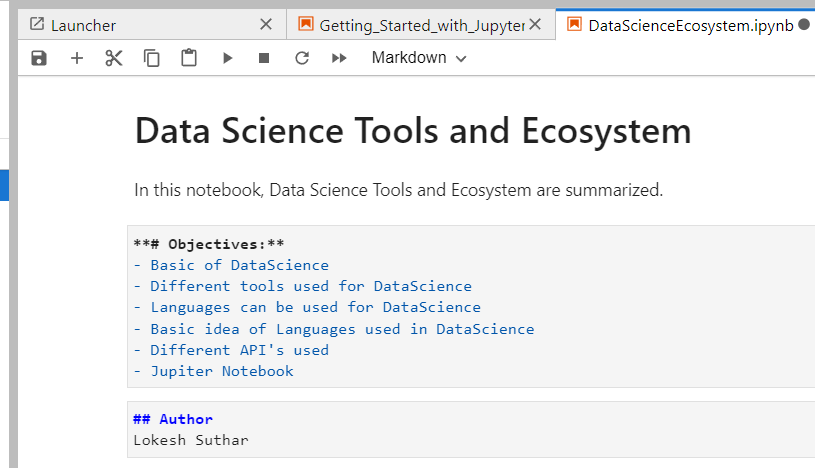 Launcher
Getting_Started_with_Jupyter
DataScienceEcosystem.ipynb
Markdown
Data Science Tools and Ecosystem
In this notebook, Data Science Tools and Ecosystem are summarized.
**# Objectives:**
- Basic of DataScience
- Different tools used for DataScience
- Languages can be used for DataScience
- Basic idea of Languages used in DataScience
- Different API's used
- Jupiter Notebook
## Author
Lokesh Suthar